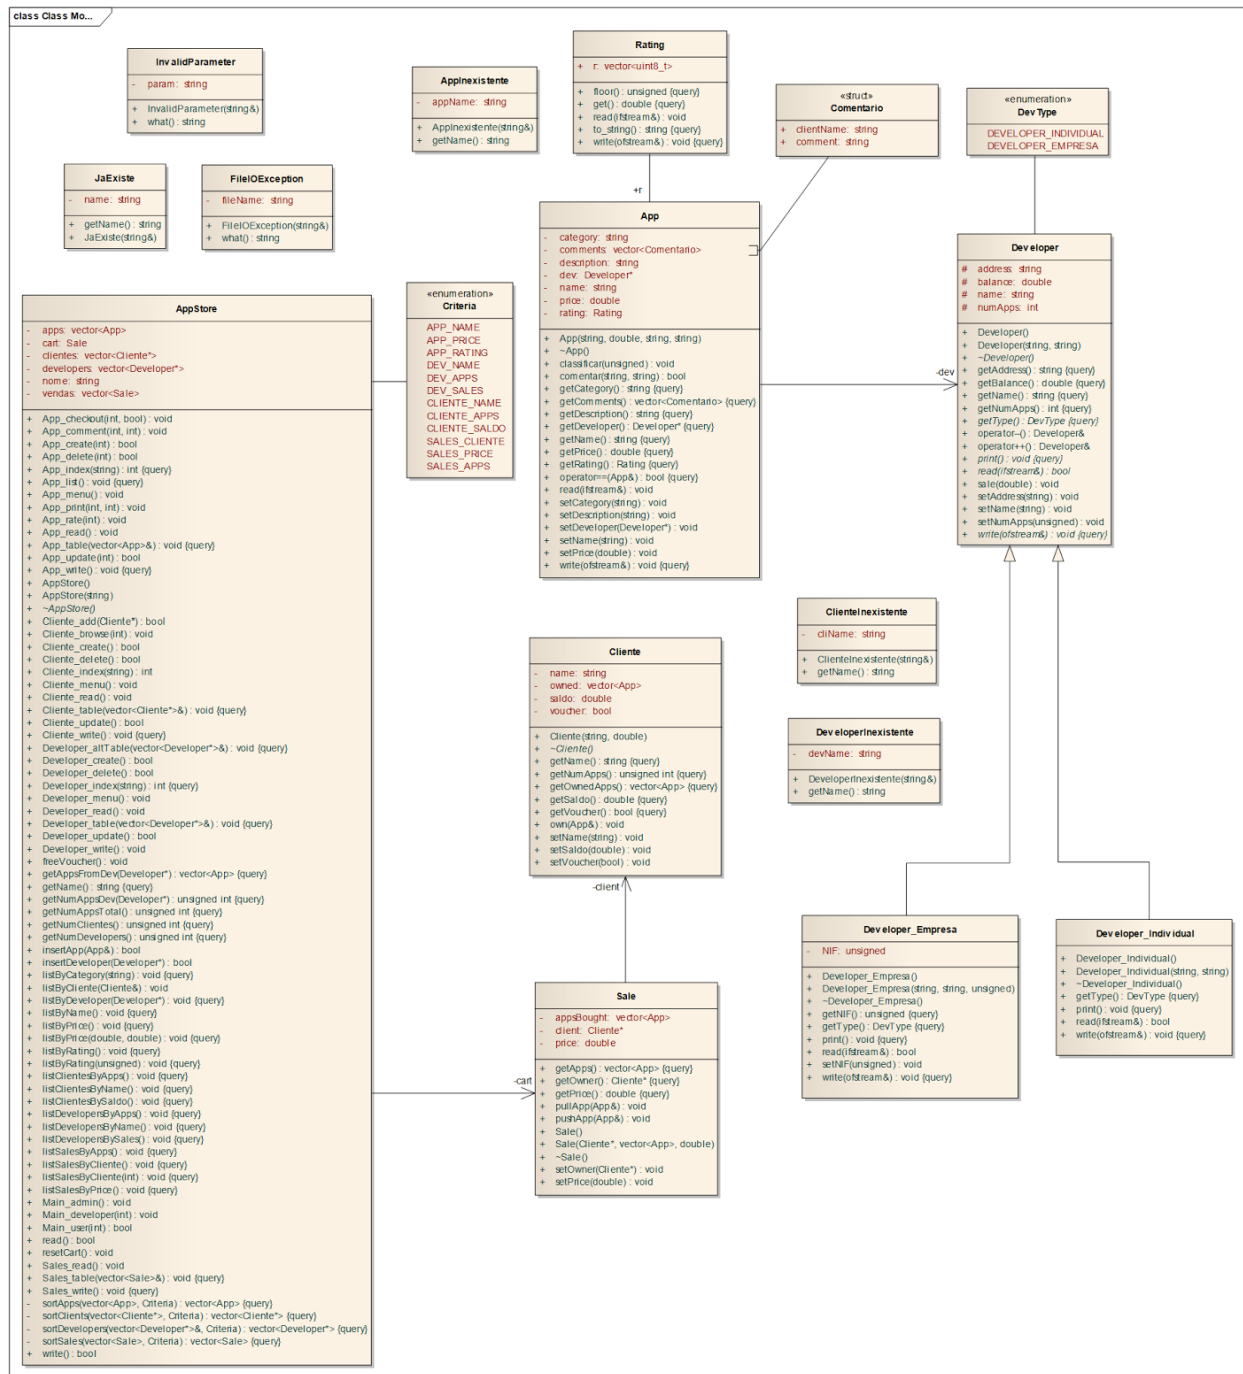 class Class Mo...
InvalidParameter
- param: string
+ InvalidParameter(string&)
+ what() : string
AppInexistente
- appName: string
+ AppInexistente(string&)
+ getName() : string
Rating
+ r: vector<uint8_t>
+ floor() : unsigned {query}
+ get() : double {query}
+ read(ifstream&) : void
+ to_string() : string {query}
+ write(ofstream&) : void {query}
+r
«struct»
Comentario
+ clientName: string
+ comment: string
«enumeration»
DevType
DEVELOPER_INDIVIDUAL
DEVELOPER_EMPRESA
JaExiste
- name: string
+ getName() : string
+ JaExiste(string&)
FileIOException
- fileName: string
+ FileIOException(string&)
+ what() : string
AppStore
- apps: vector<App>
- cart: Sale
- clientes: vector<Cliente*>
- developers: vector<Developer*>
- nome: string
- vendas: vector<Sale>
+ App_checkout(int, bool) : void
+ App_comment(int, int) : void
+ App_create(int) : bool
+ App_delete(int) : bool
+ App_index(string) : int {query}
+ App_list() : void {query}
+ App_menu() : void
+ App_print(int, int) : void
+ App_rate(int) : void
+ App_read() : void
+ App_table(vector<App>&) : void {query}
+ App_update(int) : bool
+ App_write() : void {query}
+ AppStore()
+ AppStore(string)
+ ~AppStore()
+ Cliente_add(Cliente*) : bool
+ Cliente_browse(int) : void
+ Cliente_create() : bool
+ Cliente_delete() : bool
+ Cliente_index(string) : int
+ Cliente_menu() : void
+ Cliente_read() : void
+ Cliente_table(vector<Cliente*>&) : void {query}
+ Cliente_update() : bool
+ Cliente_write() : void {query}
+ Developer_altTable(vector<Developer*>&) : void {query}
+ Developer_create() : bool
+ Developer_delete() : bool
+ Developer_index(string) : int {query}
+ Developer_menu() : void
+ Developer_read() : void
+ Developer_table(vector<Developer*>&) : void {query}
+ Developer_update() : bool
+ Developer_write() : void
+ freeVoucher() : void
+ getAppsFromDev(Developer*) : vector<App> {query}
+ getName() : string {query}
+ getNumAppsDev(Developer*) : unsigned int {query}
+ getNumAppsTotal() : unsigned int {query}
+ getNumClientes() : unsigned int {query}
+ getNumDevelopers() : unsigned int {query}
+ insertApp(App&) : bool
+ insertDeveloper(Developer*) : bool
+ listByCategory(string) : void {query}
+ listByCliente(Cliente&) : void
+ listByDeveloper(Developer*) : void {query}
+ listByName() : void {query}
+ listByPrice() : void {query}
+ listByPrice(double, double) : void {query}
+ listByRating() : void {query}
+ listByRating(unsigned) : void {query}
+ listClientesByApps() : void {query}
+ listClientesByName() : void {query}
+ listClientesBySaldo() : void {query}
+ listDevelopersByApps() : void {query}
+ listDevelopersByName() : void {query}
+ listDevelopersBySales() : void {query}
+ listSalesByApps() : void {query}
+ listSalesByCliente() : void {query}
+ listSalesByCliente(int) : void {query}
+ listSalesByPrice() : void {query}
+ Main_admin() : void
+ Main_developer(int) : void
+ Main_user(int) : bool
+ read() : bool
+ resetCart() : void
+ Sales_read() : void
+ Sales_table(vector<Sale>&) : void {query}
+ Sales_write() : void {query}
- sortApps(vector<App>, Criteria) : vector<App> {query}
- sortClients(vector<Cliente*>, Criteria) : vector<Cliente*> {query}
- sortDevelopers(vector<Developer*>&, Criteria) : vector<Developer*> {query}
- sortSales(vector<Sale>, Criteria) : vector<Sale> {query}
+ write() : bool
«enumeration»
Criteria
APP_NAME
APP_PRICE
APP_RATING
DEV_NAME
DEV_APPS
DEV_SALES
CLIENTE_NAME
CLIENTE_APPS
CLIENTE_SALDO
SALES_CLIENTE
SALES_PRICE
SALES_APPS
App
- category: string
- comments: vector<Comentario>
- description: string
- dev: Developer*
- name: string
- price: double
- rating: Rating
+ App(string, double, string, string)
+ ~App()
+ classificar(unsigned) : void
+ comentar(string, string) : bool
+ getCategory() : string {query}
+ getComments() : vector<Comentario> {query}
+ getDescription() : string {query}
+ getDeveloper() : Developer* {query}
+ getName() : string {query}
+ getPrice() : double {query}
+ getRating() : Rating {query}
+ operator==(App&) : bool {query}
+ read(ifstream&) : void
+ setCategory(string) : void
+ setDescription(string) : void
+ setDeveloper(Developer*) : void
+ setName(string) : void
+ setPrice(double) : void
+ write(ofstream&) : void {query}
-dev
Developer
# address: string
# balance: double
# name: string
# numApps: int
+ Developer()
+ Developer(string, string)
+ ~Developer()
+ getAddress() : string {query}
+ getBalance() : double {query}
+ getName() : string {query}
+ getNumApps() : int {query}
+ getType() : DevType {query}
+ operator--() : Developer&
+ operator++() : Developer&
+ print() : void {query}
+ read(ifstream&) : bool
+ sale(double) : void
+ setAddress(string) : void
+ setName(string) : void
+ setNumApps(unsigned) : void
+ write(ofstream&) : void {query}
ClienteInexistente
- cliName: string
+ ClienteInexistente(string&)
+ getName() : string
Cliente
- name: string
- owned: vector<App>
- saldo: double
- voucher: bool
+ Cliente(string, double)
+ ~Cliente()
+ getName() : string {query}
+ getNumApps() : unsigned int {query}
+ getOwnedApps() : vector<App> {query}
+ getSaldo() : double {query}
+ getVoucher() : bool {query}
+ own(App&) : void
+ setName(string) : void
+ setSaldo(double) : void
+ setVoucher(bool) : void
-client
DeveloperInexistente
- devName: string
+ DeveloperInexistente(string&)
+ getName() : string
Developer_Empresa
- NIF: unsigned
+ Developer_Empresa()
+ Developer_Empresa(string, string, unsigned)
+ ~Developer_Empresa()
+ getNIF() : unsigned {query}
+ getType() : DevType {query}
+ print() : void {query}
+ read(ifstream&) : bool
+ setNIF(unsigned) : void
+ write(ofstream&) : void {query}
Developer_Individual
+ Developer_Individual()
+ Developer_Individual(string, string)
+ ~Developer_Individual()
+ getType() : DevType {query}
+ print() : void {query}
+ read(ifstream&) : bool
+ write(ofstream&) : void {query}
-cart
Sale
- appsBought: vector<App>
- client: Cliente*
- price: double
+ getApps() : vector<App> {query}
+ getOwner() : Cliente* {query}
+ getPrice() : double {query}
+ pullApp(App&) : void
+ pushApp(App&) : void
+ Sale()
+ Sale(Cliente*, vector<App>, double)
+ ~Sale()
+ setOwner(Cliente*) : void
+ setPrice(double) : void